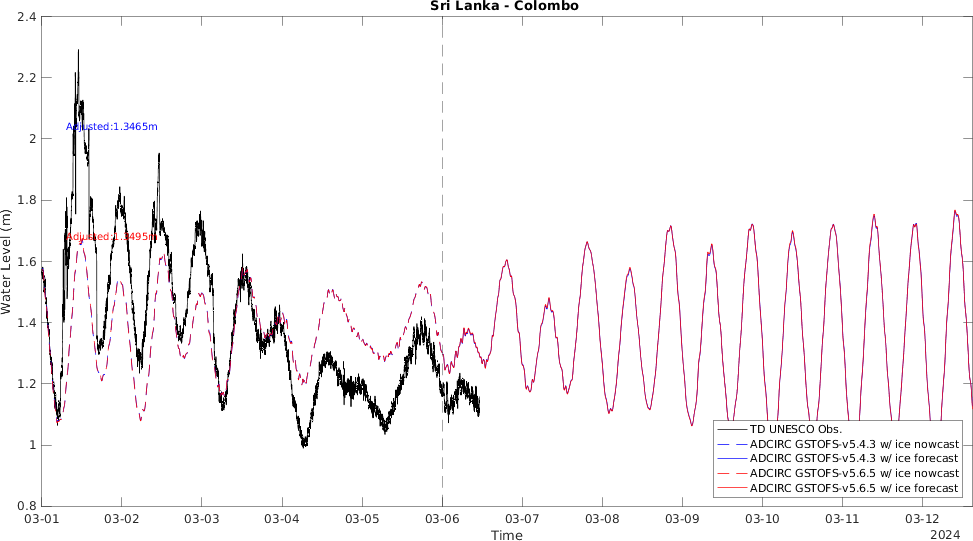 Sri Lanka - Colombo
2.4
2.2
2
1.8
1.6
1.4
1.2
1
0.8
Water Level (m)
Adjusted:1.3465m
Adjusted:1.3495m
TD UNESCO Obs.
ADCIRC GSTOFS-v5.4.3 w/ ice nowcast
ADCIRC GSTOFS-v5.4.3 w/ ice forecast
ADCIRC GSTOFS-v5.6.5 w/ ice nowcast
ADCIRC GSTOFS-v5.6.5 w/ ice forecast
03-01 03-02 03-03 03-04 03-05 03-06 03-07 03-08 03-09 03-10 03-11 03-12
Time
2024